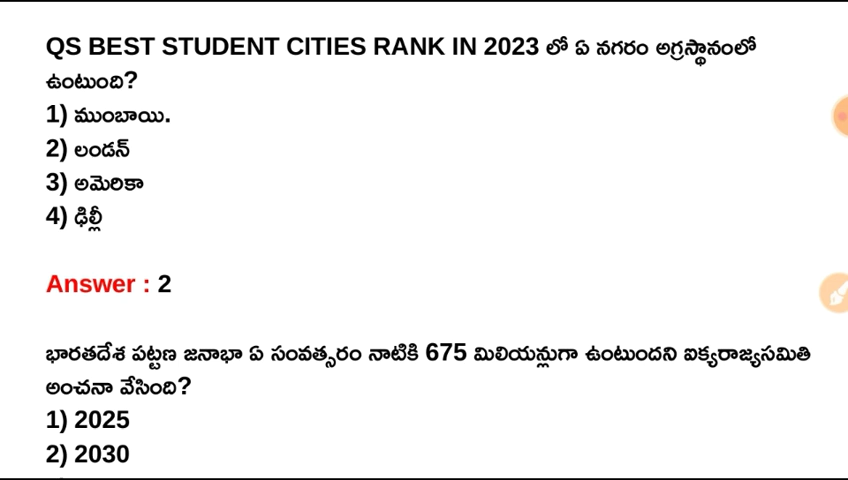 QS BEST STUDENT CITIES RANK IN 2023 లో ఏ నగరం అగ్రస్థానంలో
ఉంటుంది?
1) ముంబాయి.
2) లండన్
3) అమెరికా
4) ఢిల్లీ
Answer : 2
భారతదేశ పట్టణ జనాభా ఏ సంవత్సరం నాటికి 675 మిలియన్లుగా ఉంటుందని ఐక్యరాజ్యసమితి
అంచనా వేసింది?
1) 2025
2) 2030